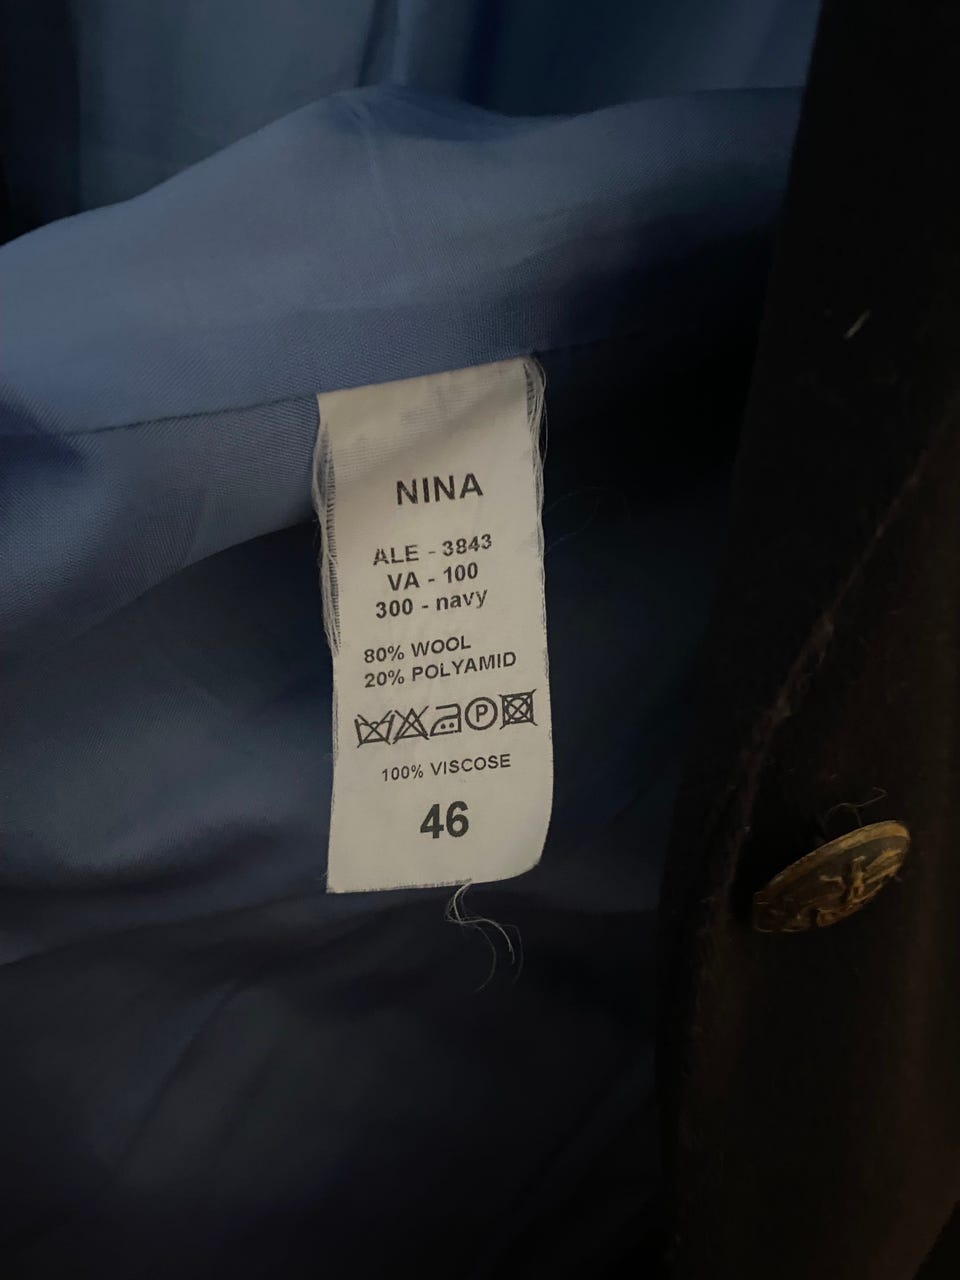 NINA
ALE - 3843
VA - 100
300 - navy
80% WOOL
20% POLYAMID
P
100% VISCOSE
46